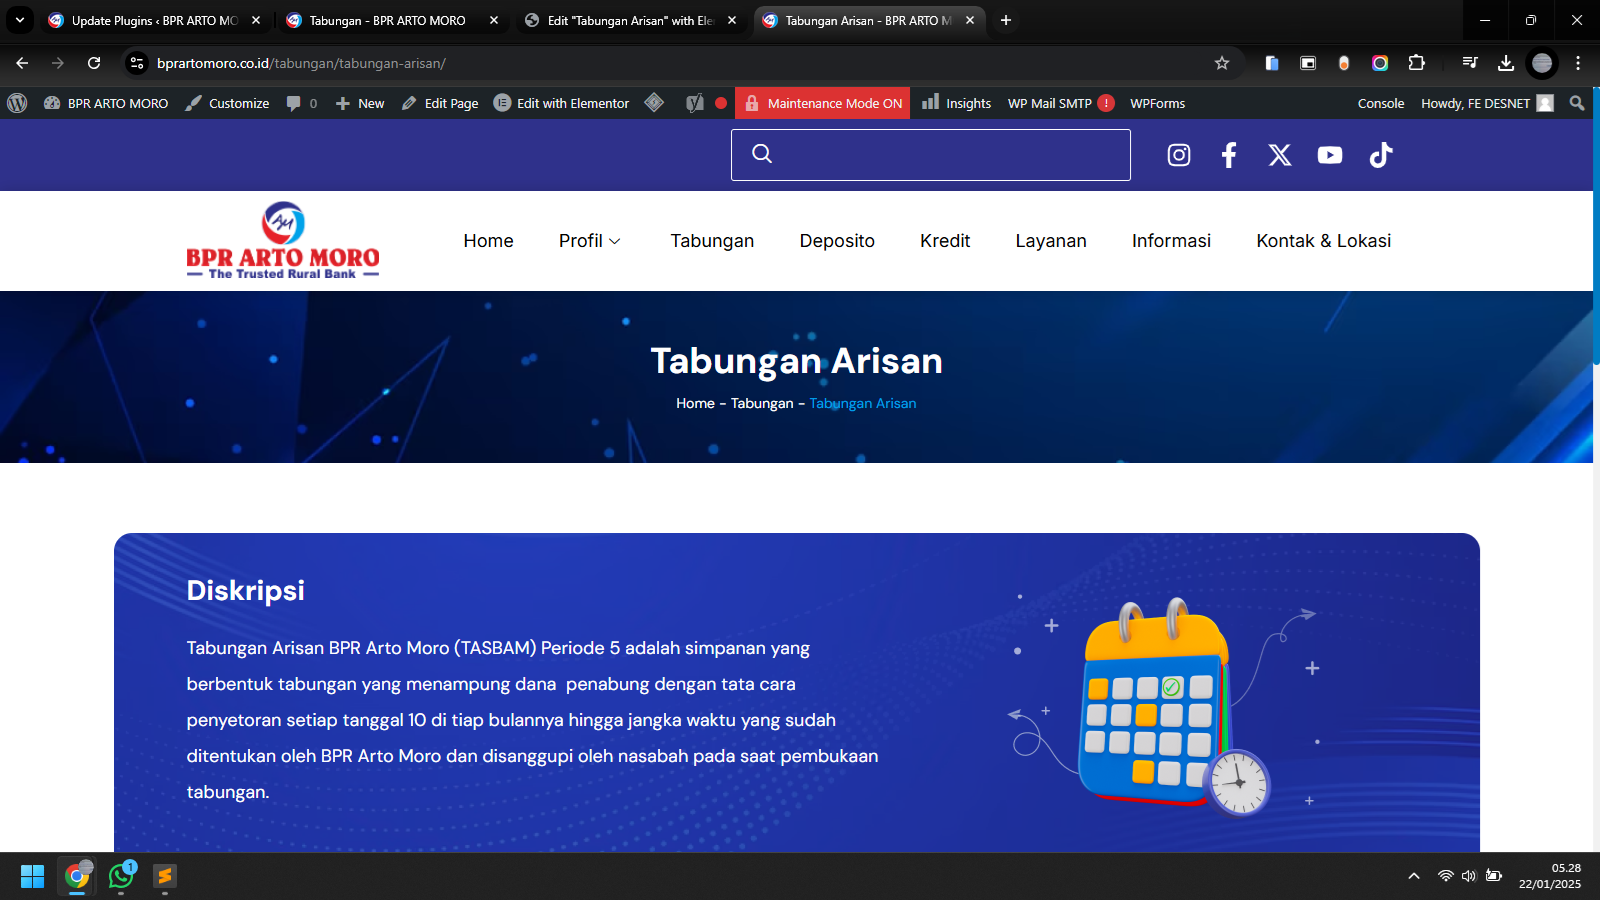 Update Plugins ‹ BPR ARTO MO
Tabungan - BPR ARTO MORO
Edit "Tabungan Arisan" with Ele
Tabungan Arisan - BPR ARTO M
bprartomoro.co.id/tabungan/tabungan-arisan/
BPR ARTO MORO
Customize
0
New
Edit Page
Edit with Elementor
Maintenance Mode ON
Insights
WP Mail SMTP
!
WPForms
Console
Howdy, FE DESNET
AM
BPR ARTO MORO
The Trusted Rural Bank
Home
Profil
Tabungan
Deposito
Kredit
Layanan
Informasi
Kontak & Lokasi
Tabungan Arisan
Home - Tabungan - Tabungan Arisan
Diskripsi
Tabungan Arisan BPR Arto Moro (TASBAM) Periode 5 adalah simpanan yang
berbentuk tabungan yang menampung dana  penabung dengan tata cara
penyetoran setiap tanggal 10 di tiap bulannya hingga jangka waktu yang sudah
ditentukan oleh BPR Arto Moro dan disanggupi oleh nasabah pada saat pembukaan
tabungan.
1
05.28
22/01/2025